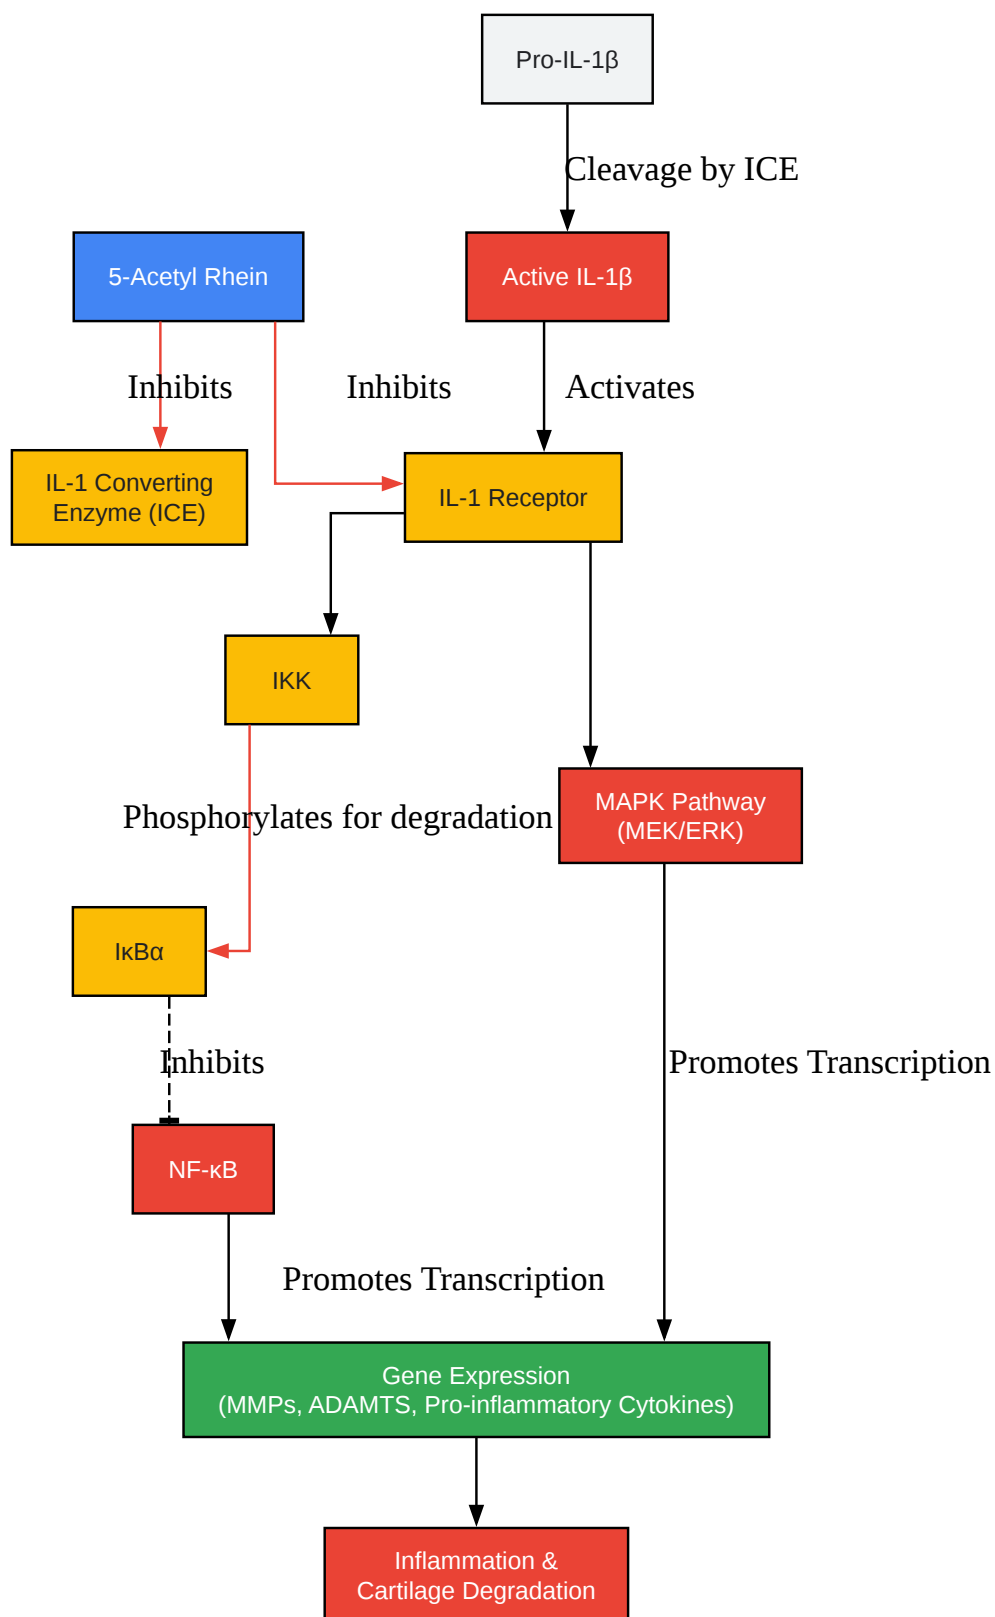 Pro-IL-1β
Cleavage by ICE
5-Acetyl Rhein
Active IL-1β
Inhibits
Inhibits
Activates
IL-1 Converting
Enzyme (ICE)
IL-1 Receptor
IKK
MAPK Pathway
(MEK/ERK)
Phosphorylates for degradation
IκBα
Inhibits
Promotes Transcription
NF-κB
Promotes Transcription
Gene Expression
(MMPs, ADAMTS, Pro-inflammatory Cytokines)
Inflammation &
Cartilage Degradation